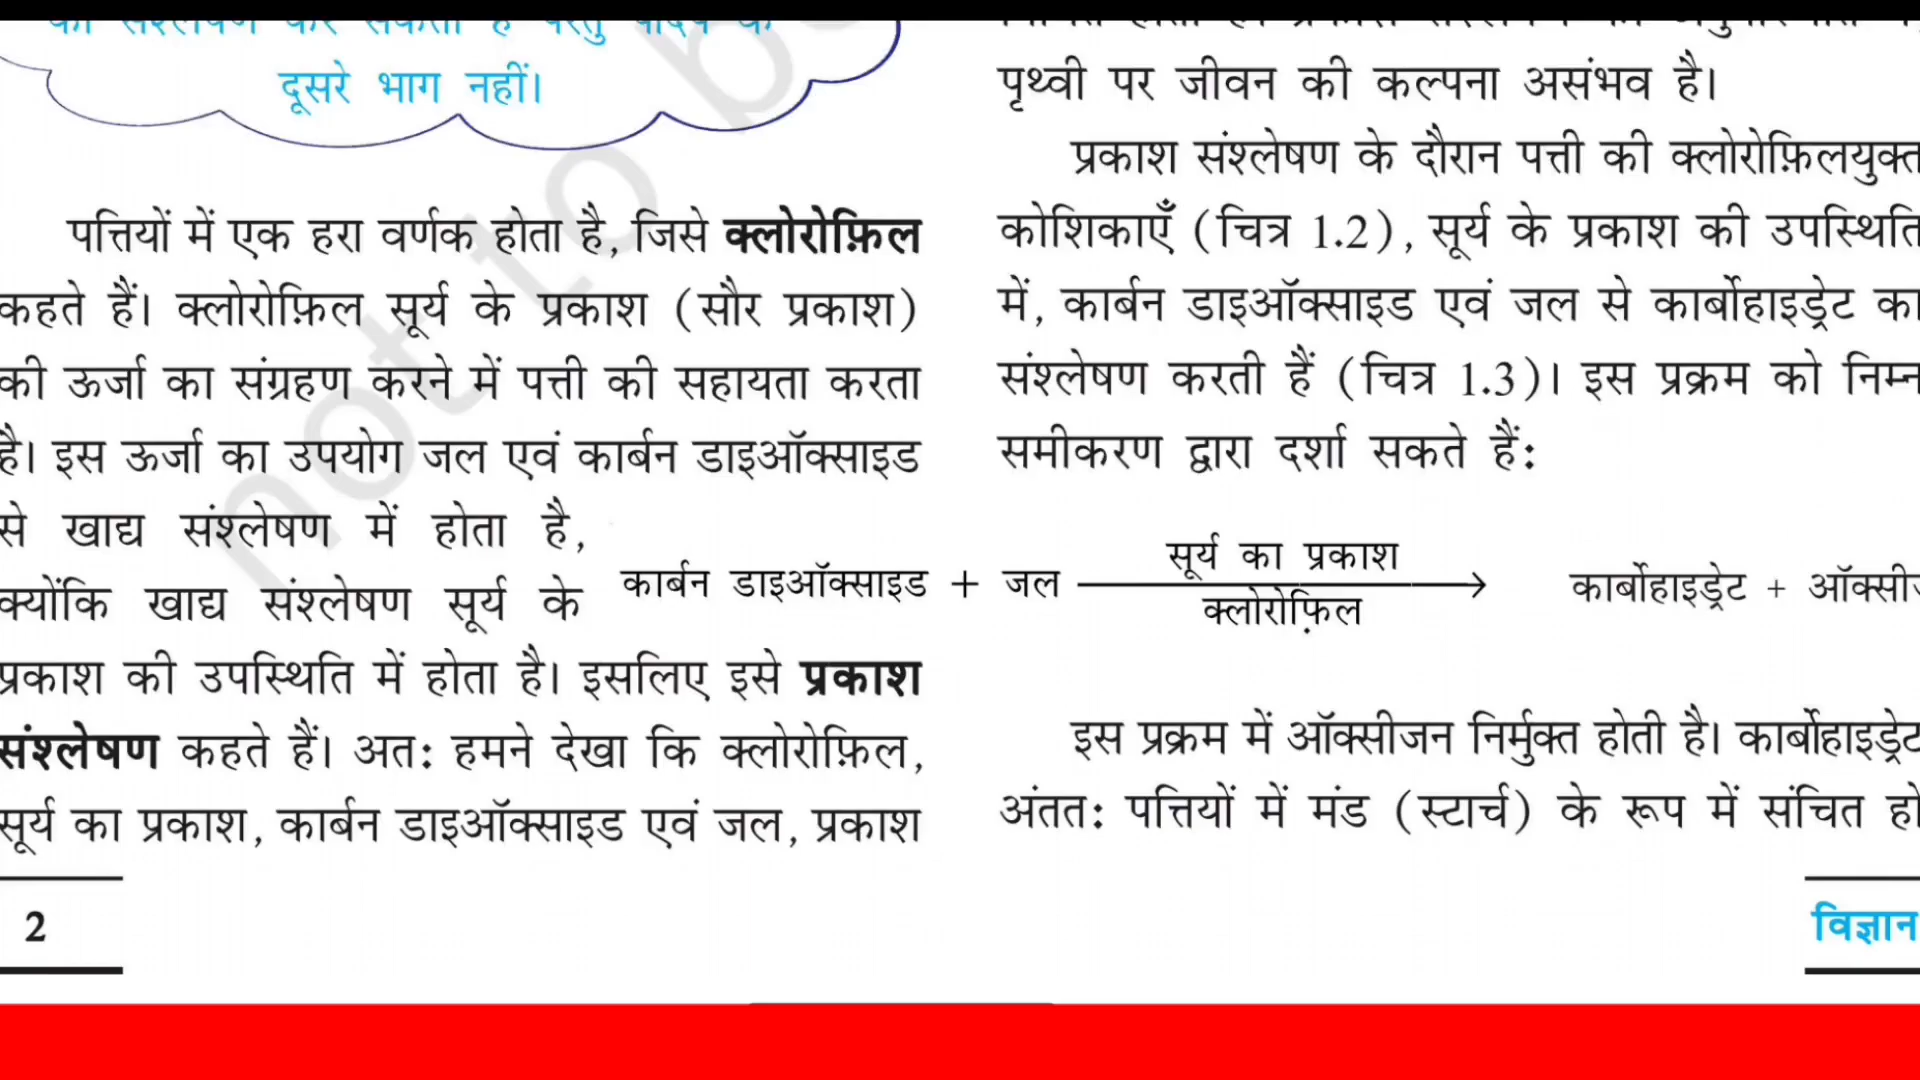 दूसरे भाग नहीं।
पत्तियों में एक हरा वर्णक होता है, जिसे क्लोरोफ़िल
कहते हैं। क्लोरोफ़िल सूर्य के प्रकाश (सौर प्रकाश)
की ऊर्जा का संग्रहण करने में पत्ती की सहायता करता
है। इस ऊर्जा का उपयोग जल एवं कार्बन डाइऑक्साइड
से खाद्य संश्लेषण में होता है,
क्योंकि खाद्य संश्लेषण सूर्य के
प्रकाश की उपस्थिति में होता है। इसलिए इसे प्रकाश
संश्लेषण कहते हैं। अतः हमने देखा कि क्लोरोफ़िल,
सूर्य का प्रकाश, कार्बन डाइऑक्साइड एवं जल, प्रकाश
2
पृथ्वी पर जीवन की कल्पना असंभव है।
प्रकाश संश्लेषण के दौरान पत्ती की क्लोरोफ़िलयुक्त
कोशिकाएँ (चित्र 1.2), सूर्य के प्रकाश की उपस्थिति
में, कार्बन डाइऑक्साइड एवं जल से कार्बोहाइड्रेट का
संश्लेषण करती हैं (चित्र 1.3)। इस प्रक्रम को निम्न
समीकरण द्वारा दर्शा सकते हैं:
सूर्य का प्रकाश
कार्बन डाइऑक्साइड + जल → कार्बोहाइड्रेट +
क्लोरोफ़िल
इस प्रक्रम में ऑक्सीजन निर्मुक्त होती है। कार्बोहाइड्रेट
अंततः पत्तियों में मंड (स्टार्च) के रूप में संचित हो
विज्ञान
not to be